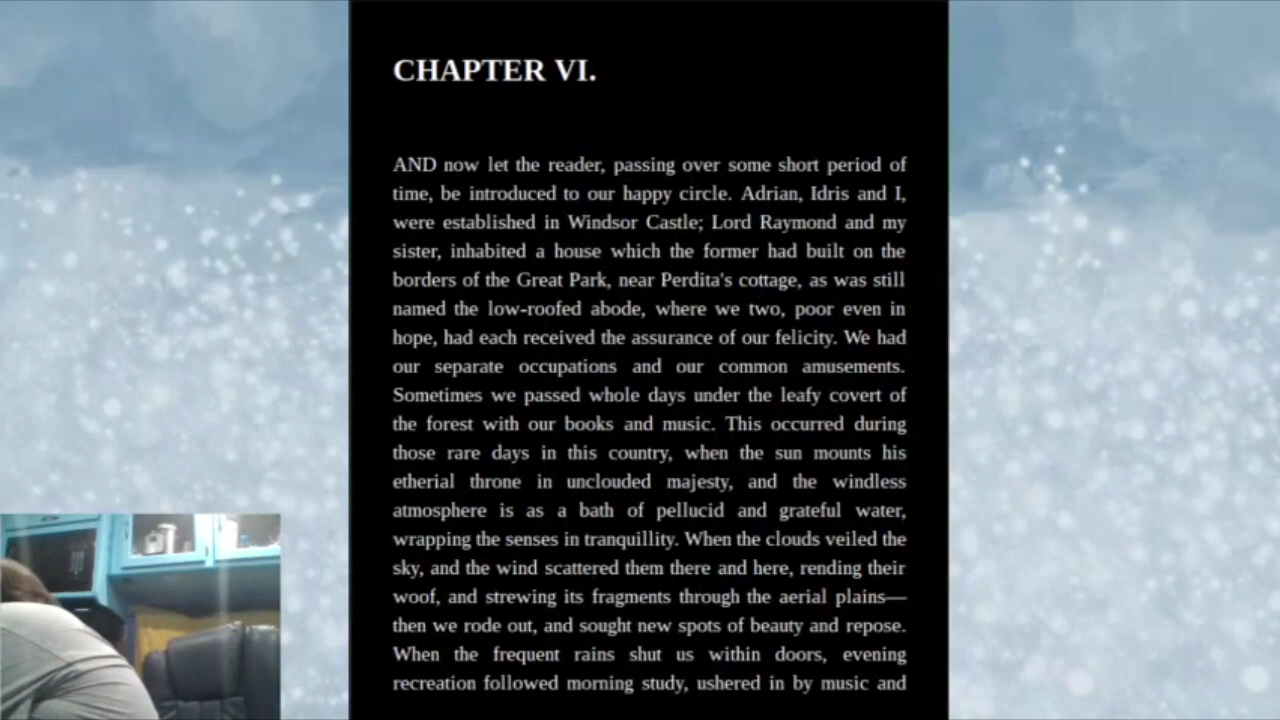 CHAPTER VI.
AND now let the reader, passing over some short period of
time, be introduced to our happy circle. Adrian, Idris and I,
were established in Windsor Castle; Lord Raymond and my
sister, inhabited a house which the former had built on the
borders of the Great Park, near Perdita's cottage, as was still
named the low-roofed abode, where we two, poor even in
hope, had each received the assurance of our felicity. We had
our separate occupations and our common amusements.
Sometimes we passed whole days under the leafy covert of
the forest with our books and music. This occurred during
those rare days in this country, when the sun mounts his
etherial throne in unclouded majesty, and the windless
atmosphere is as a bath of pellucid and grateful water,
wrapping the senses in tranquillity. When the clouds veiled the
sky, and the wind scattered them there and here, rending their
woof, and strewing its fragments through the aerial plains—
then we rode out, and sought new spots of beauty and repose.
When the frequent rains shut us within doors, evening
recreation followed morning study, ushered in by music and